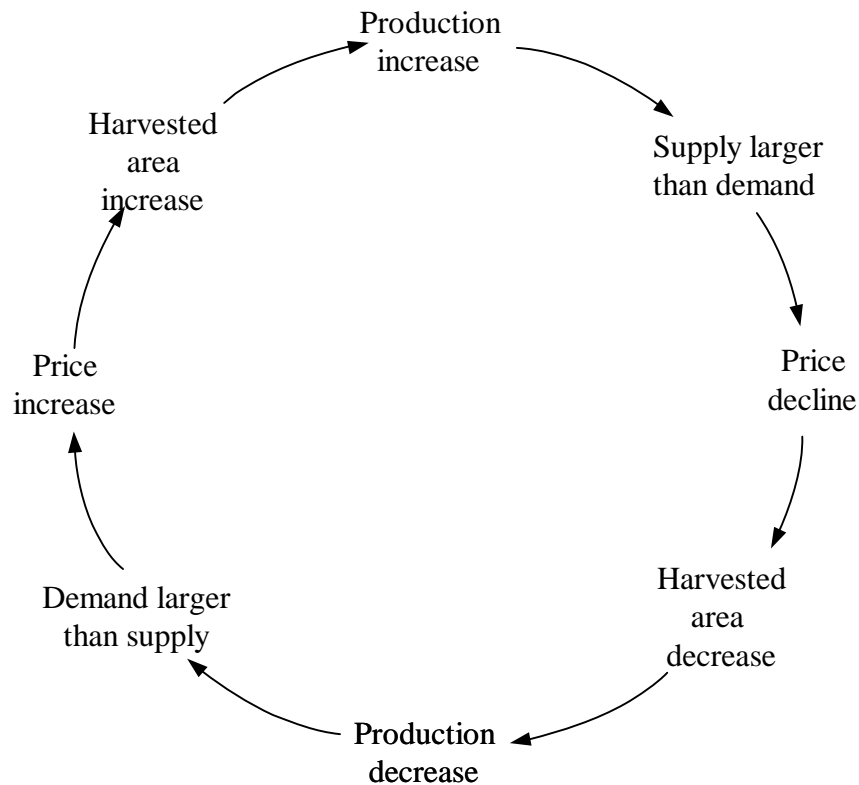 Production
increase
Supply larger
than demand
Price
decline
Harvested
area
decrease
Production
decrease
Demand larger
than supply
Price
increase
Harvested
area
increase